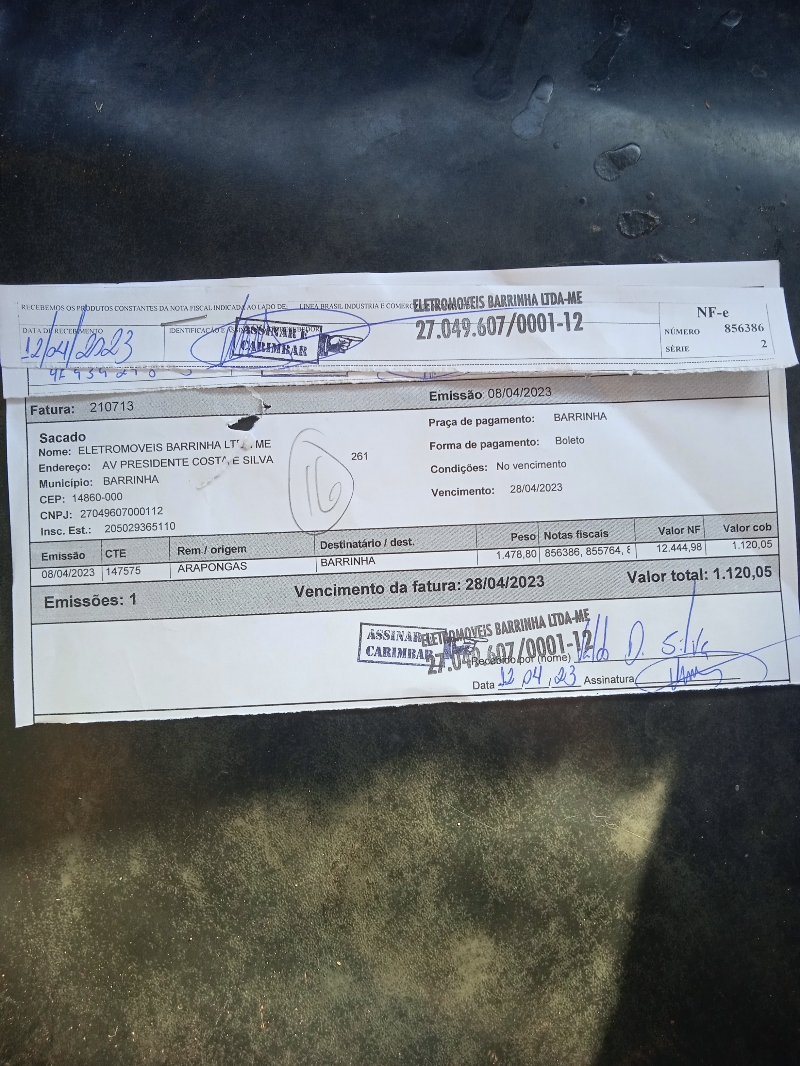 RECEBEMOS OS PRODUTOS CONSTANTES DA NOTA FISCAL INDICADA AO LADO DE: LINEA BRASIL INDUSTRIA E COMERC
ELETROMOVEIS BARRINHA LTDA-ME
27.049.607/0001-12
DATA DE RECEBIMENTO
12/04/2023
IDENTIFICAÇÃO E
ASSINAR E
CARIMBAR
NF-e
NÚMERO 856386
SÉRIE 2
Fatura: 210713
Emissão 08/04/2023
Sacado
Nome: ELETROMOVEIS BARRINHA LTDA ME
Endereço: AV PRESIDENTE COSTA E SILVA 261
Municipio: BARRINHA
CEP: 14860-000
CNPJ: 27049607000112
Insc. Est.: 205029365110
16
Praça de pagamento: BARRINHA
Forma de pagamento: Boleto
Condições: No vencimento
Vencimento: 28/04/2023
Emissão CTE Rem / origem Destinatário / dest. Peso Notas fiscais Valor NF Valor cob
08/04/2023 147575 ARAPONGAS BARRINHA 1.478,80 856386, 855764, 12.444,98 1.120,05
Emissões: 1 Vencimento da fatura: 28/04/2023 Valor total: 1.120,05
ASSINAR E
CARIMBAR
ELETROMOVEIS BARRINHA LTDA-ME
27.049.607/0001-12
Recebido por (nome) D. Silva
Data 12, 04, 23 Assinatura